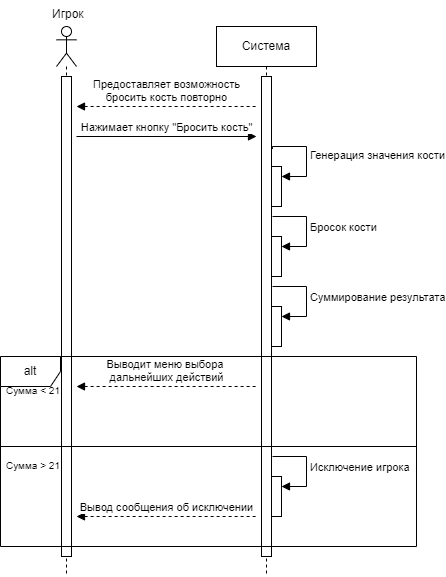 Игрок
Система
Предоставляет возможность
бросить кость повторно
Нажимает кнопку "Бросить кость"
Генерация значения кости
Бросок кости
Суммирование результата
alt
Выводит меню выбора
дальнейших действий
Сумма < 21
Сумма > 21
Исключение игрока
Вывод сообщения об исключении